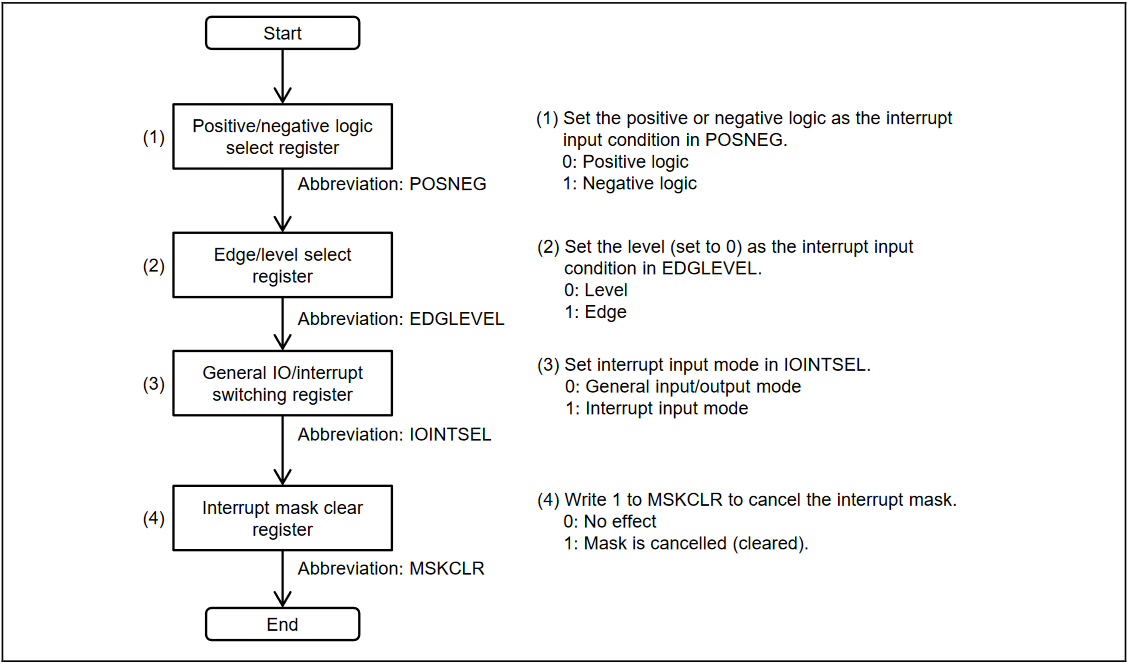 Start
(1)
Positive/negative logic
select register
Abbreviation: POSNEG
(1) Set the positive or negative logic as the interrupt
input condition in POSNEG.
0: Positive logic
1: Negative logic
(2)
Edge/level select
register
Abbreviation: EDGLEVEL
(2) Set the level (set to 0) as the interrupt input
condition in EDGLEVEL.
0: Level
1: Edge
(3)
General IO/interrupt
switching register
Abbreviation: IOINTSEL
(3) Set interrupt input mode in IOINTSEL.
0: General input/output mode
1: Interrupt input mode
(4)
Interrupt mask clear
register
Abbreviation: MSKCLR
(4) Write 1 to MSKCLR to cancel the interrupt mask.
0: No effect
1: Mask is cancelled (cleared).
End